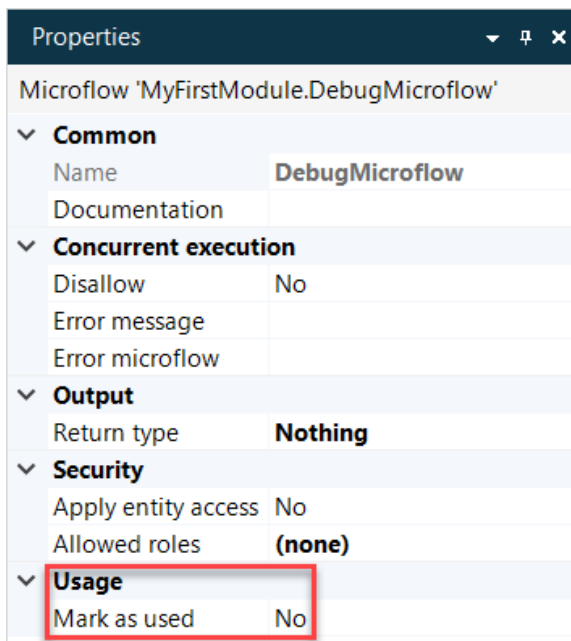 Properties
Microflow 'MyFirstModule.DebugMicroflow'
Common
Name DebugMicroflow
Documentation
Concurrent execution
Disallow No
Error message
Error microflow
Output
Return type Nothing
Security
Apply entity access No
Allowed roles (none)
Usage
Mark as used No